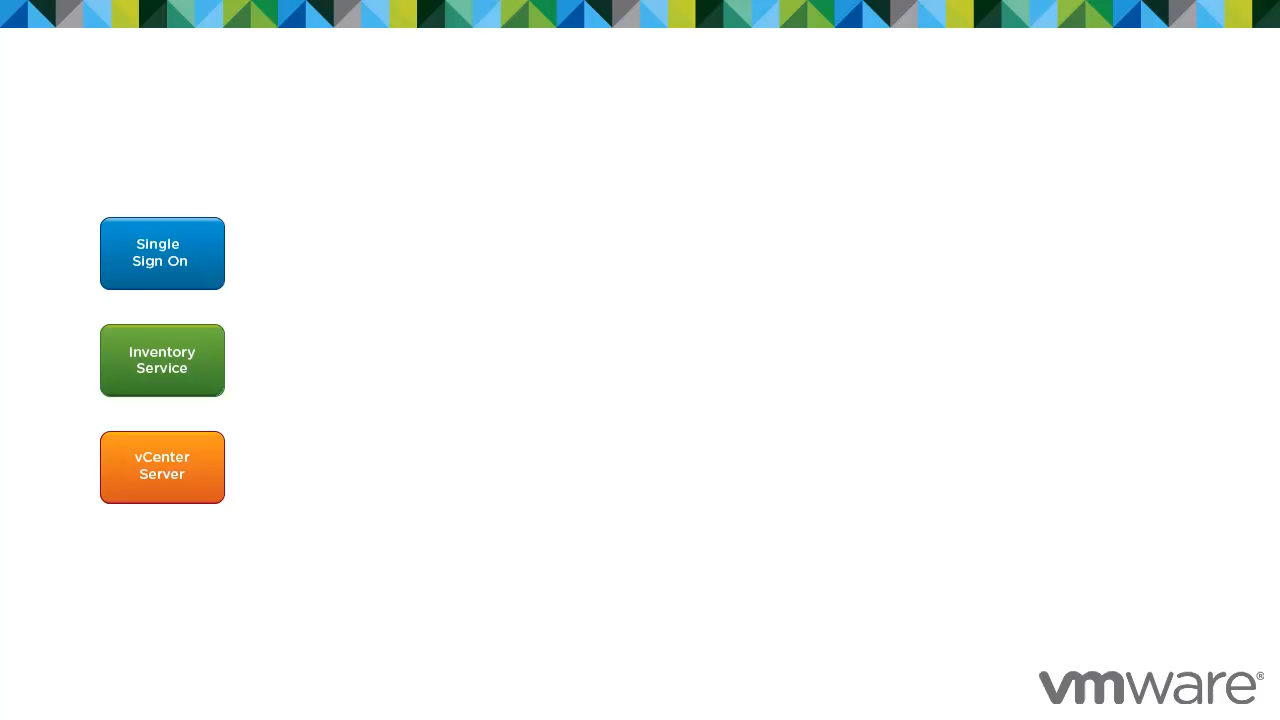 Single
Sign On
Inventory
Service
vCenter
Server
vmware®